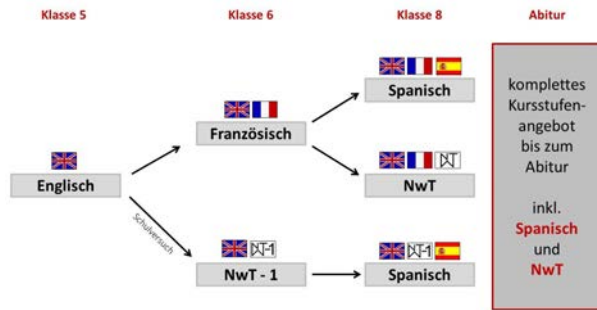 Klasse 5
Klasse 6
Klasse 8
Abitur
Spanisch
Französisch
NwT
Englisch
Schulversuch
NwT - 1
Spanisch
komplettes
Kursstufen-
angebot
bis zum
Abitur
inkl.
Spanisch
und
NwT